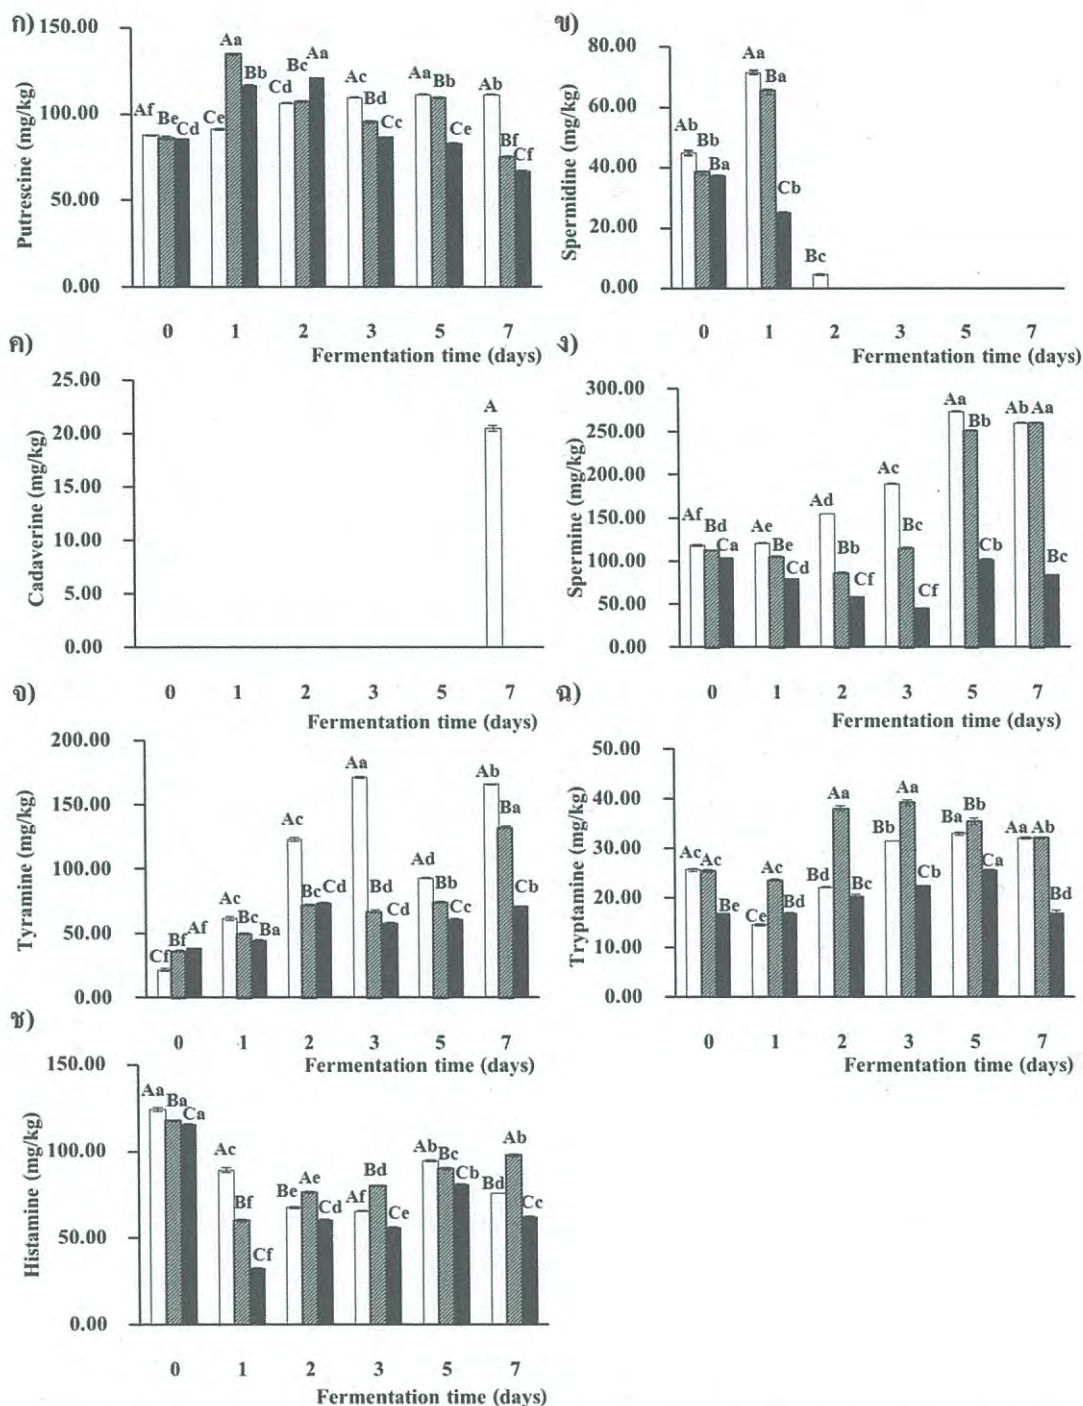 ก)
Putrescine (mg/kg)
150.00
100.00
50.00
0.00
Af Be Cd
Ce Aa Bb
Cd Bc Aa
Ac Bd Cc
Aa Bb Ce
Ab Bf Cf
0 1 2 3 5 7
Fermentation time (days)
ข)
Spermidine (mg/kg)
80.00
60.00
40.00
20.00
0.00
Ab Bb Ba
Aa Ba Cb
Bc
0 1 2 3 5 7
Fermentation time (days)
ค)
Cadaverine (mg/kg)
25.00
20.00
15.00
10.00
5.00
0.00
A
0 1 2 3 5 7
Fermentation time (days)
ง)
Spermine (mg/kg)
300.00
250.00
200.00
150.00
100.00
50.00
0.00
Af Bd Ca
Ae Be Cd
Ad Bb Cf
Ac Bc Cf
Aa Bb Cb
Ab Aa Bc
0 1 2 3 5 7
Fermentation time (days)
จ)
Tyramine (mg/kg)
200.00
150.00
100.00
50.00
0.00
Cf Bf Af
Ac Bc Ba
Ac Bc Cd
Aa Bd Cd
Ad Bb Cc
Ab Ba Cb
0 1 2 3 5 7
Fermentation time (days)
ฉ)
Tryptamine (mg/kg)
50.00
40.00
30.00
20.00
10.00
0.00
Ac Ac Be
Ce Ac Bd
Bd Aa Bc
Bb Aa Cb
Ba Bb Ca
Aa Ab Bd
0 1 2 3 5 7
Fermentation time (days)
ช)
Histamine (mg/kg)
150.00
100.00
50.00
0.00
Aa Ba Ca
Ac Bf Cf
Be Ae Cd
Af Bd Ce
Ab Bc Cb
Bd Ab Cc
0 1 2 3 5 7
Fermentation time (days)